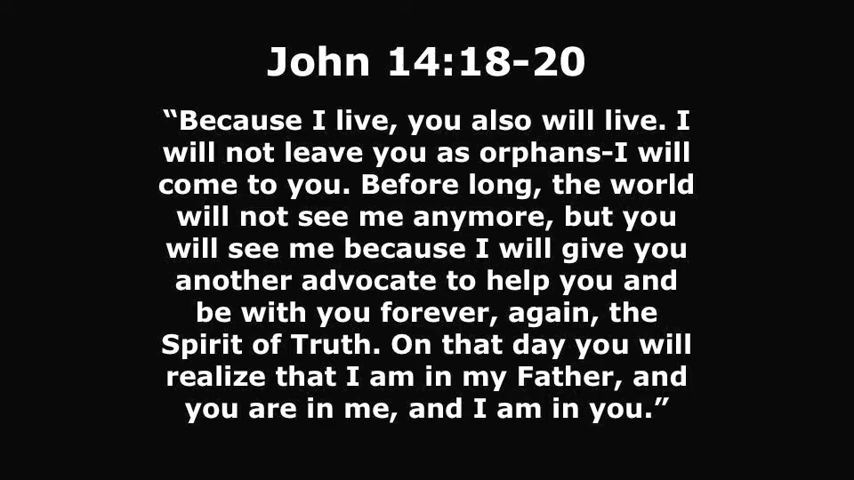 John 14:18-20
“Because I live, you also will live. I
will not leave you as orphans-I will
come to you. Before long, the world
will not see me anymore, but you
will see me because I will give you
another advocate to help you and
be with you forever, again, the
Spirit of Truth. On that day you will
realize that I am in my Father, and
you are in me, and I am in you.”